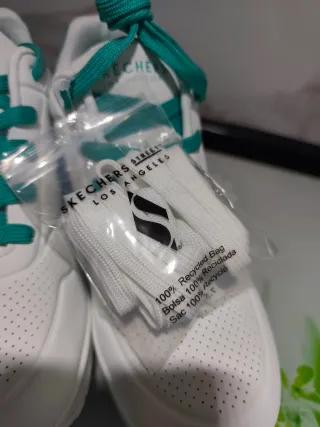 SKECHERS
SKECHERS STREET
LOS ANGELES
100% Recycled Bag
Bolsa 100% Reciclada
Sac 100% Recyclé